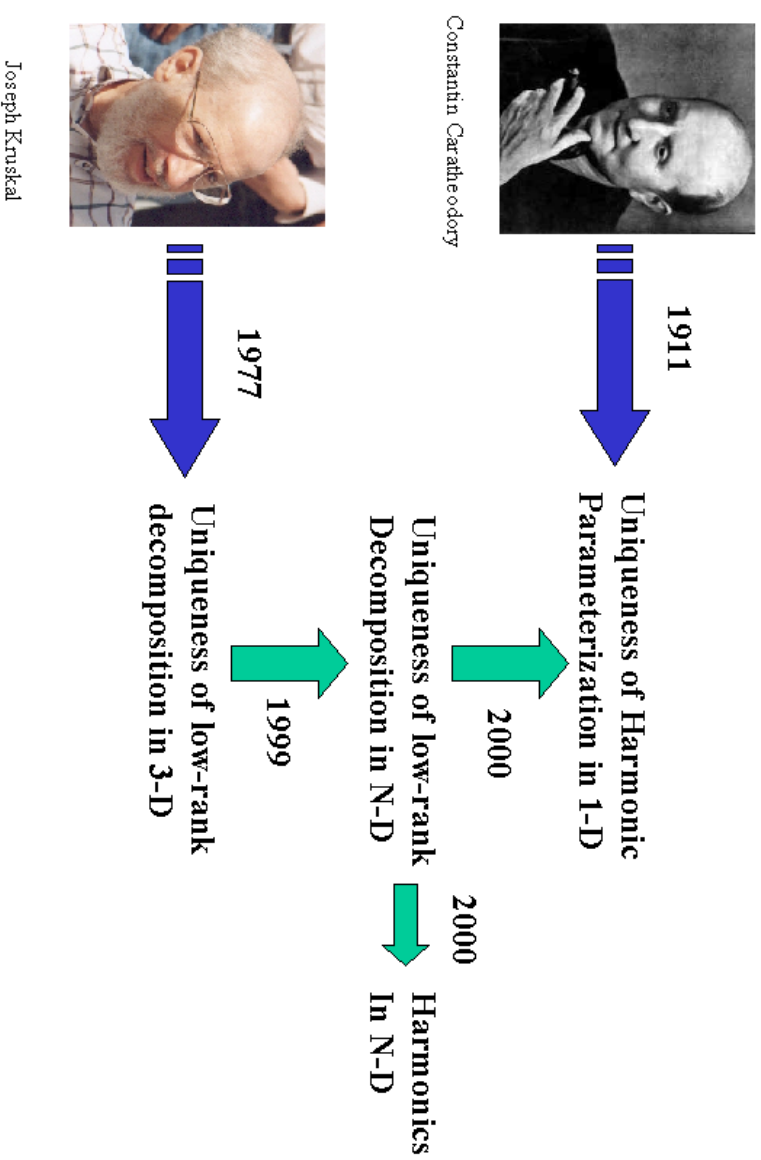 Constantin Caratheodory
1911
Uniqueness of Harmonic
Parameterization in 1-D
2000
Uniqueness of low-rank
Decomposition in N-D
2000
Harmonics
In N-D
1999
Joseph Kruskal
1977
Uniqueness of low-rank
decomposition in 3-D